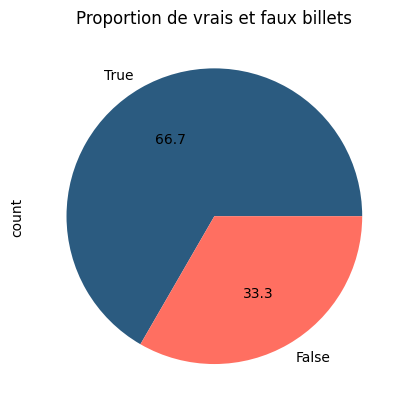 Proportion de vrais et faux billets
True
66.7
count
33.3
False